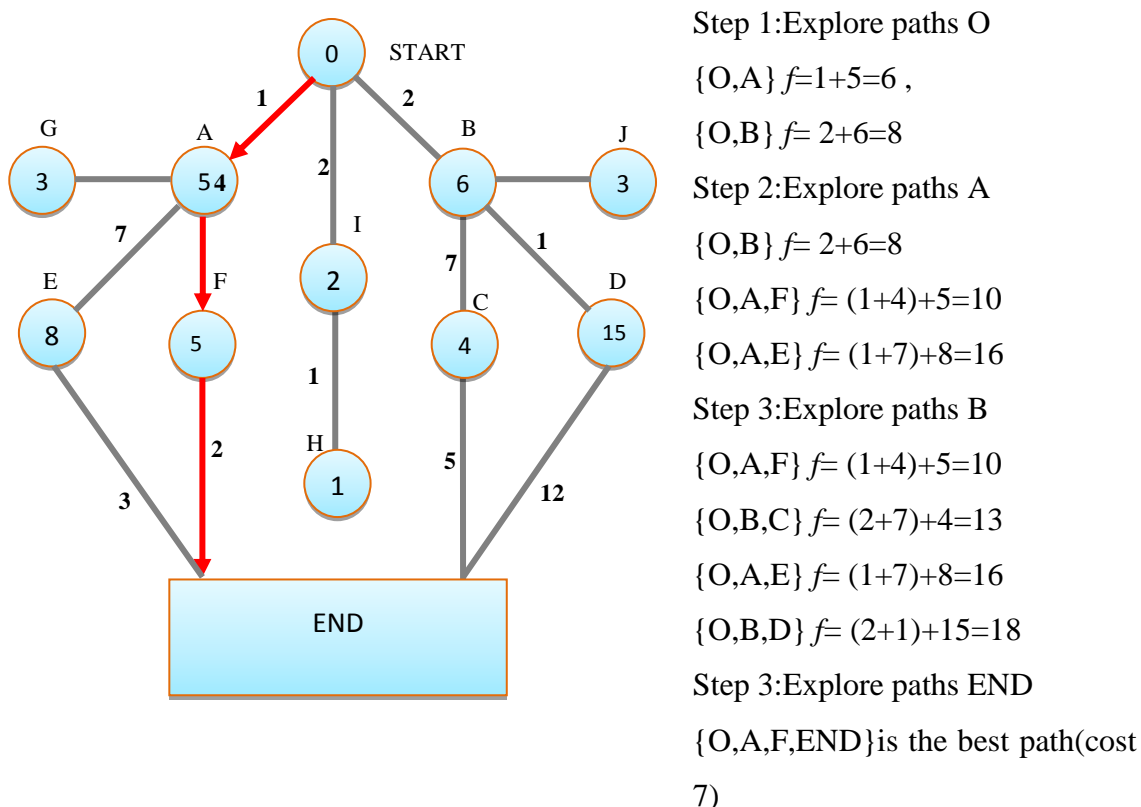 0 START
1
2
G
A
B
J
3
54
2
6
3
7
I
1
E
F
2
7
C
D
8
5
4
15
1
H
2
1
5
3
12
END
Step 1:Explore paths O
{O,A} f=1+5=6 ,
{O,B} f= 2+6=8
Step 2:Explore paths A
{O,B} f= 2+6=8
{O,A,F} f= (1+4)+5=10
{O,A,E} f= (1+7)+8=16
Step 3:Explore paths B
{O,A,F} f= (1+4)+5=10
{O,B,C} f= (2+7)+4=13
{O,A,E} f= (1+7)+8=16
{O,B,D} f= (2+1)+15=18
Step 3:Explore paths END
{O,A,F,END}is the best path(cost
7)